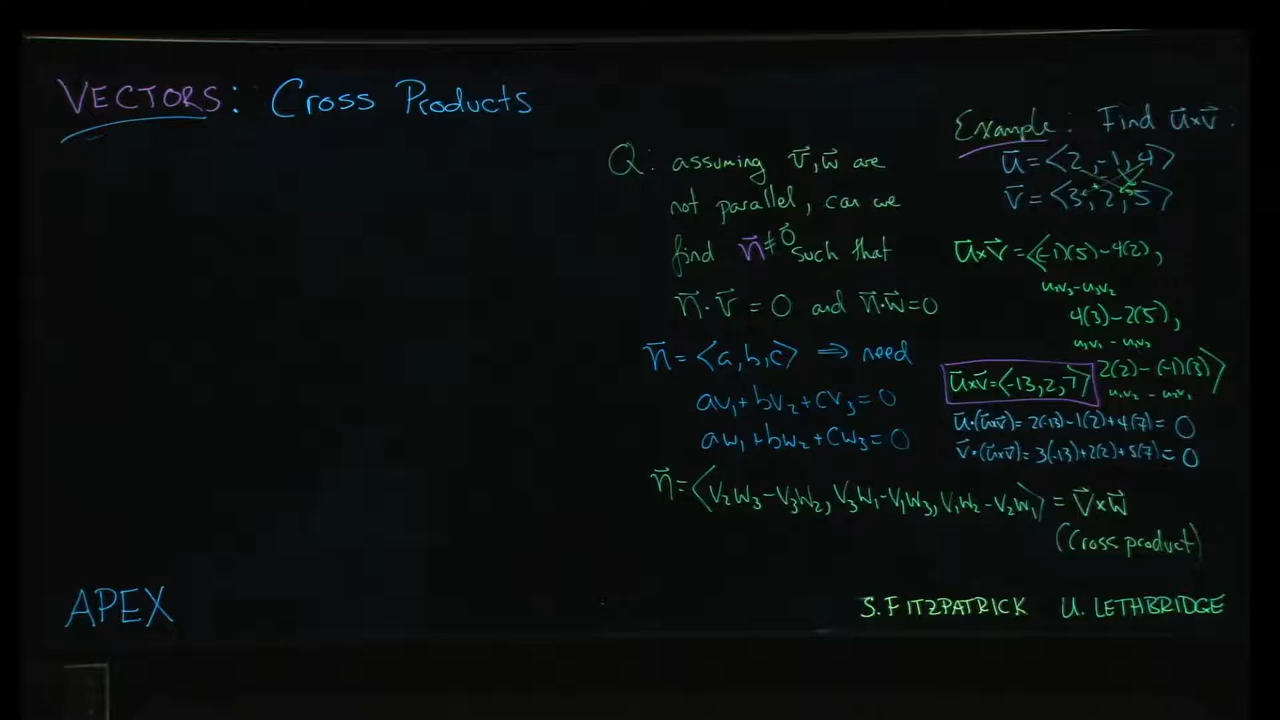 VECTORS: Cross Products
Q: assuming v⃗, w⃗ are
not parallel, can we
find n⃗≠0⃗ such that
n⃗·v⃗ = 0 and n⃗·w⃗=0
n⃗ = ⟨a,b,c⟩ ⇒ need
av₁+bv₂+cv₃=0
aw₁+bw₂+cw₃=0
n⃗=⟨v₂w₃-v₃w₂, v₃w₁-v₁w₃, v₁w₂-v₂w₁⟩ = v⃗×w⃗
(cross product)
Example: Find u⃗×v⃗:
u⃗=⟨2,-1,4⟩
v⃗=⟨3,2,5⟩
u⃗×v⃗=⟨(-1)(5)-4(2),
u₂v₃-u₃v₂
4(3)-2(5),
2(2)-(-1)(3)⟩
u₁v₂-u₂v₁
u⃗×v⃗=⟨-13,2,7⟩
u⃗·(u⃗×v⃗)=2(-13)-1(2)+4(7)=0
v⃗·(u⃗×v⃗)=3(-13)+2(2)+5(7)=0
APEX
S. FITZPATRICK U. LETHBRIDGE